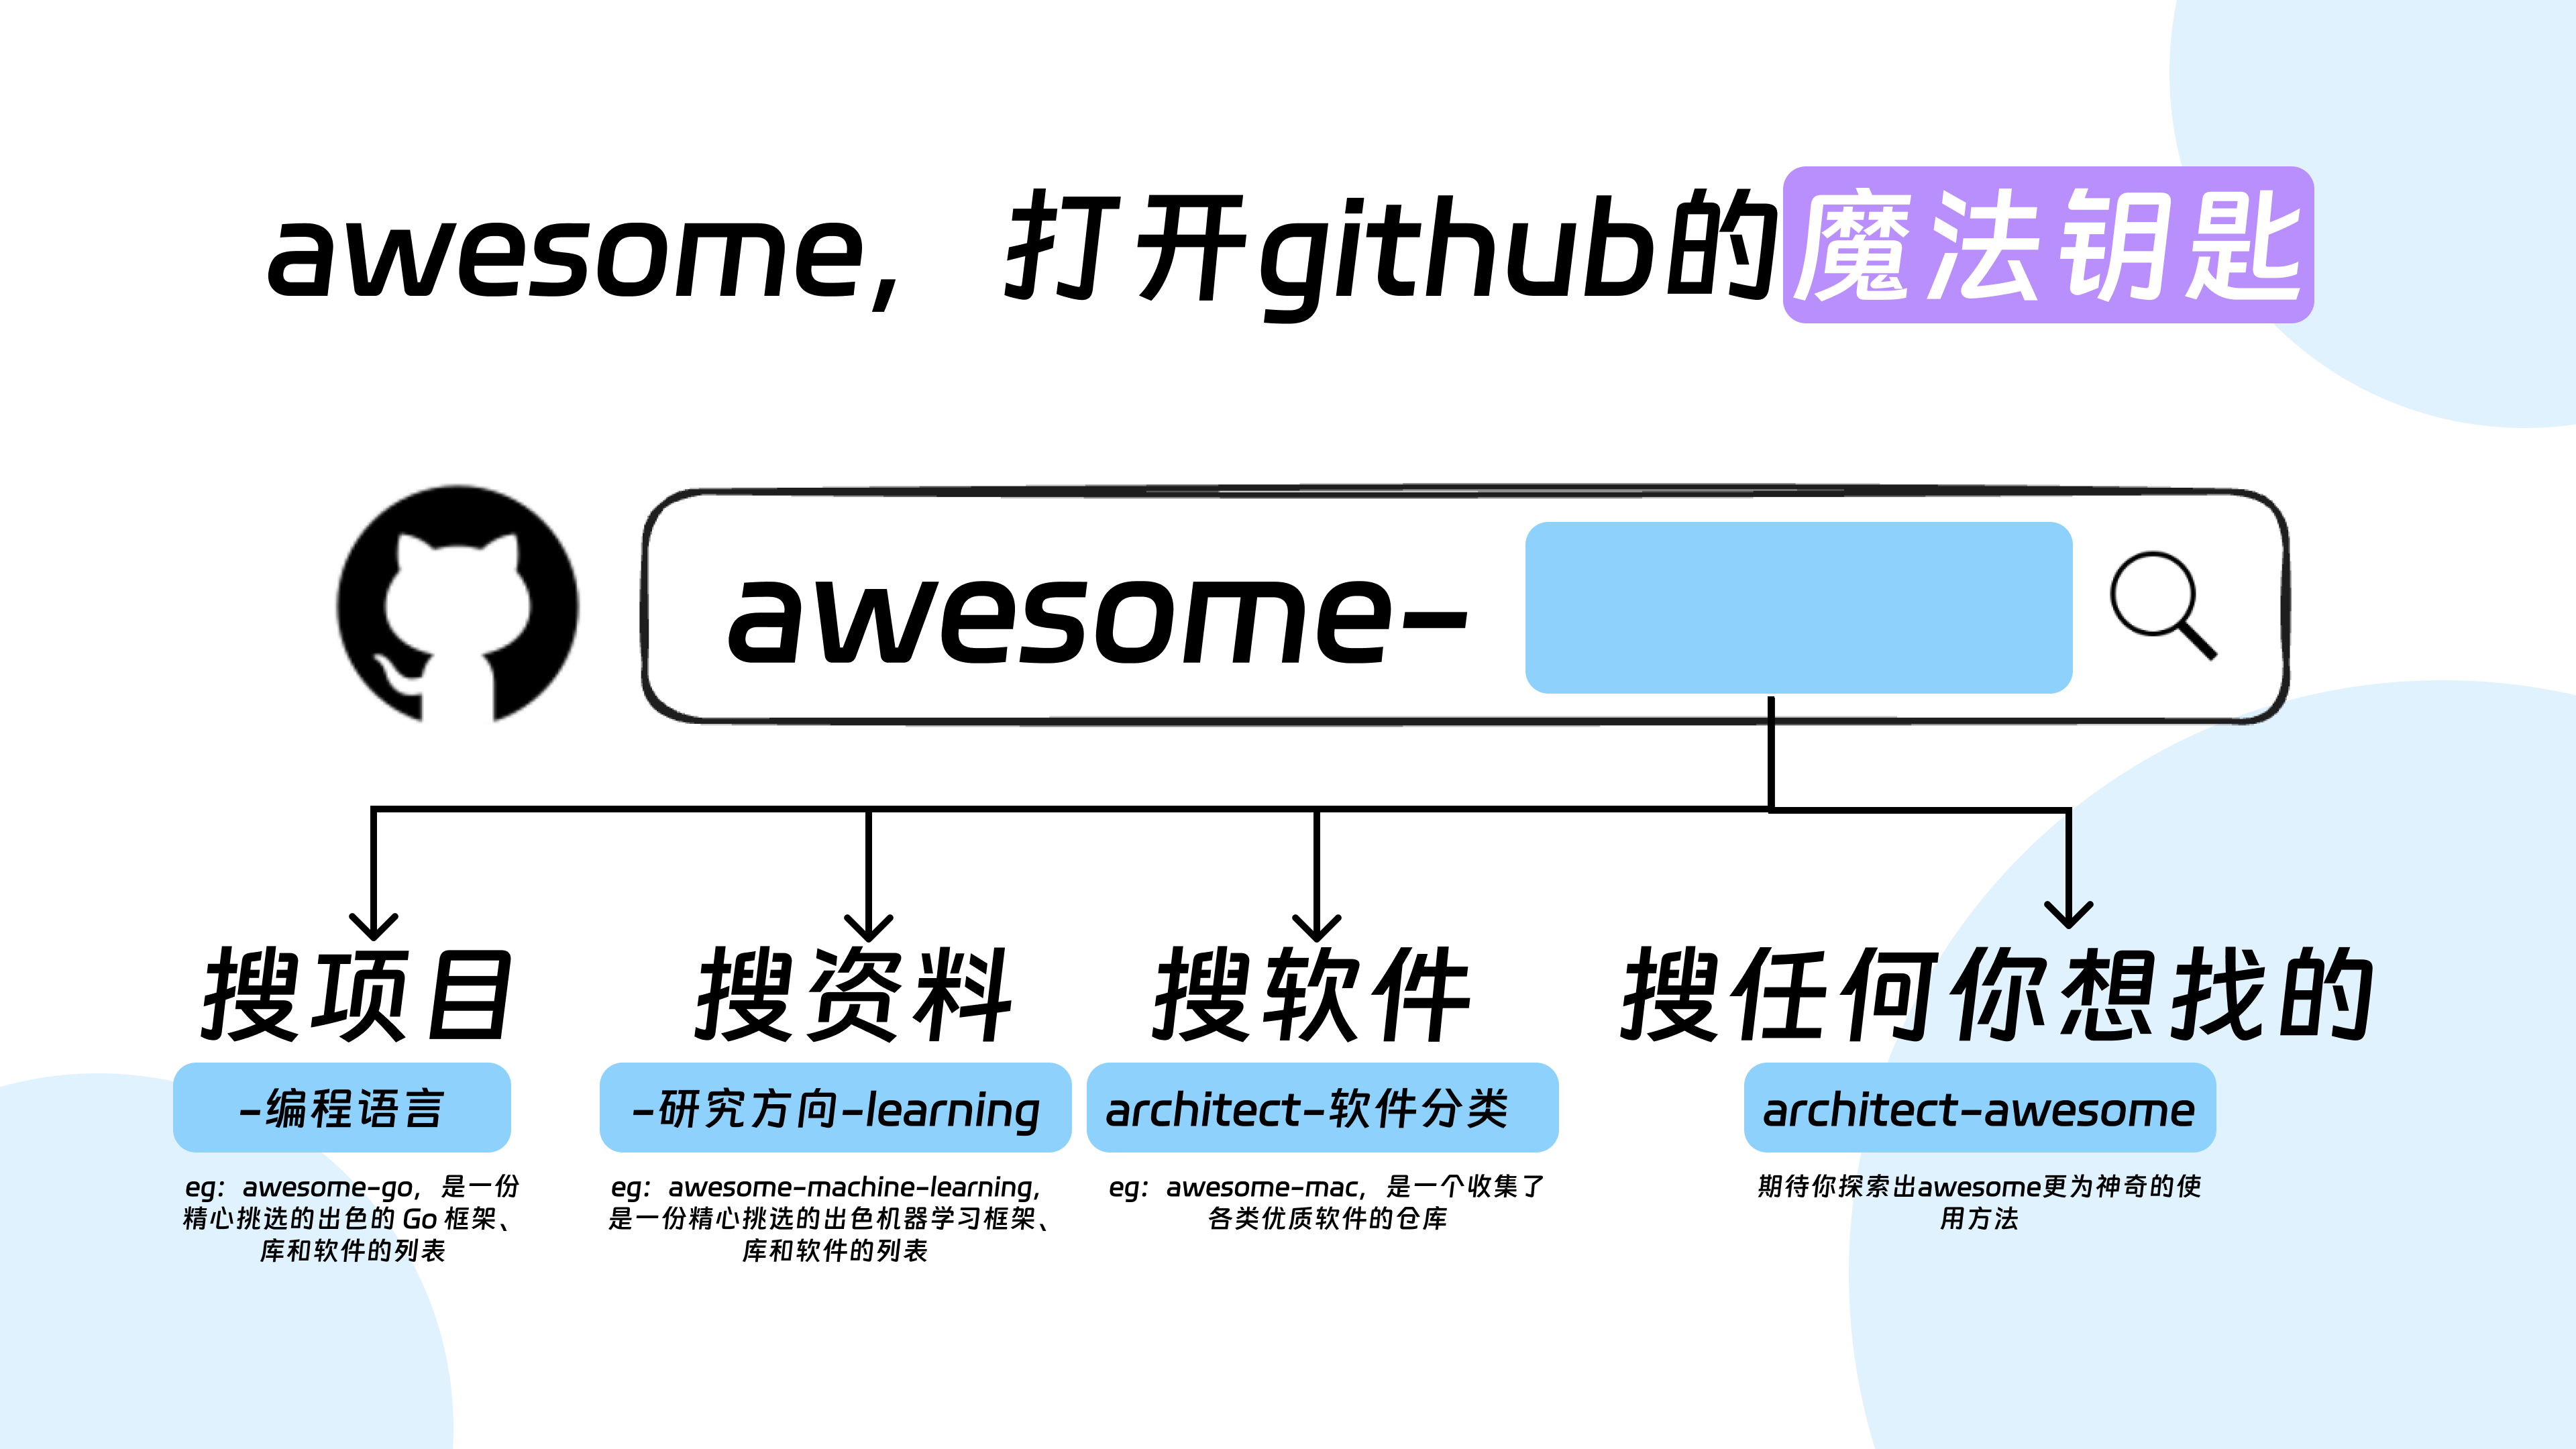 awesome，打开github的魔法钥匙
awesome-
搜项目
搜资料
搜软件
搜任何你想找的
-编程语言
-研究方向-learning
architect-软件分类
architect-awesome
eg：awesome-go，是一份
精心挑选的出色的 Go 框架、
库和软件的列表
eg：awesome-machine-learning，
是一份精心挑选的出色机器学习框架、
库和软件的列表
eg：awesome-mac，是一个收集了
各类优质软件的仓库
期待你探索出awesome更为神奇的使
用方法